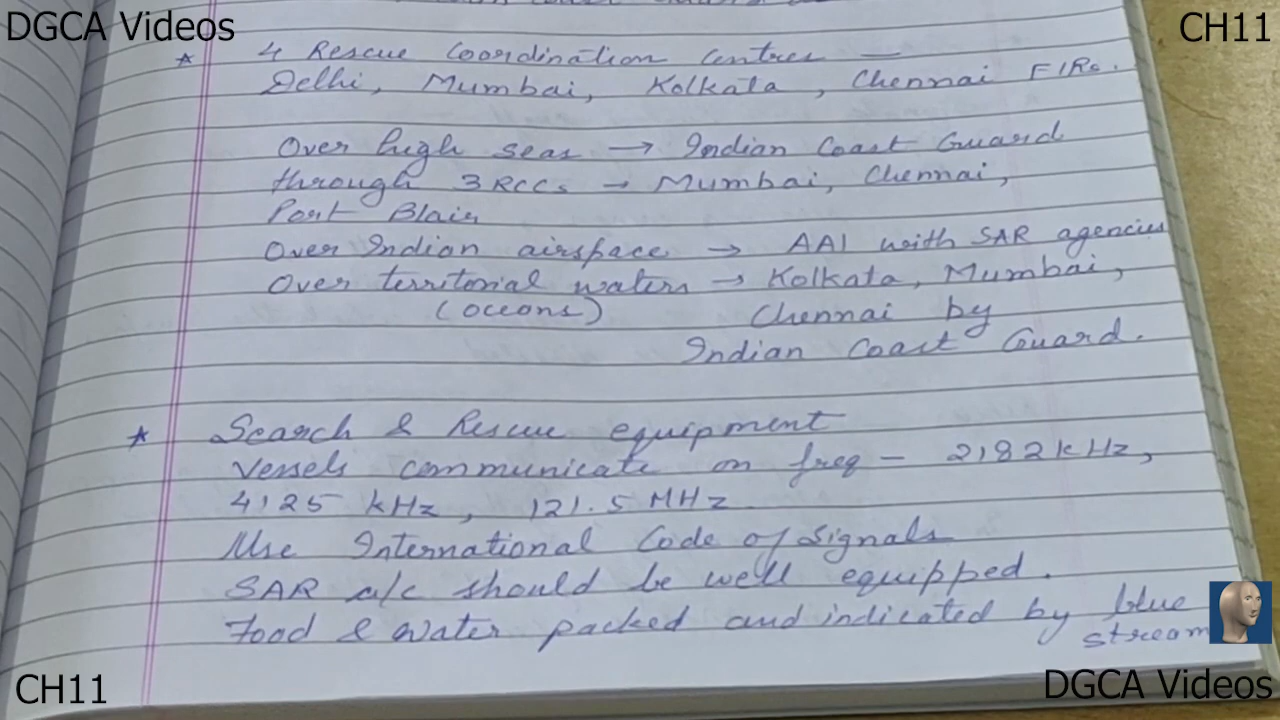 DGCA Videos
CH11
* 4 Rescue Coordination Centres —
Delhi, Mumbai, Kolkata, Chennai FIRs.
Over high seas → Indian Coast Guard
through 3 RCCs → Mumbai, Chennai,
Port Blair
Over Indian airspace → AAI with SAR agencies
Over territorial waters → Kolkata, Mumbai,
(oceans) Chennai by
Indian Coast Guard.
* Search & Rescue equipment
Vessels communicate on freq - 2182 kHz,
4125 kHz, 121.5 MHz.
Use International Code of Signals
SAR a/c should be well equipped.
Food & Water packed and indicated by blue
stream
CH11
DGCA Videos